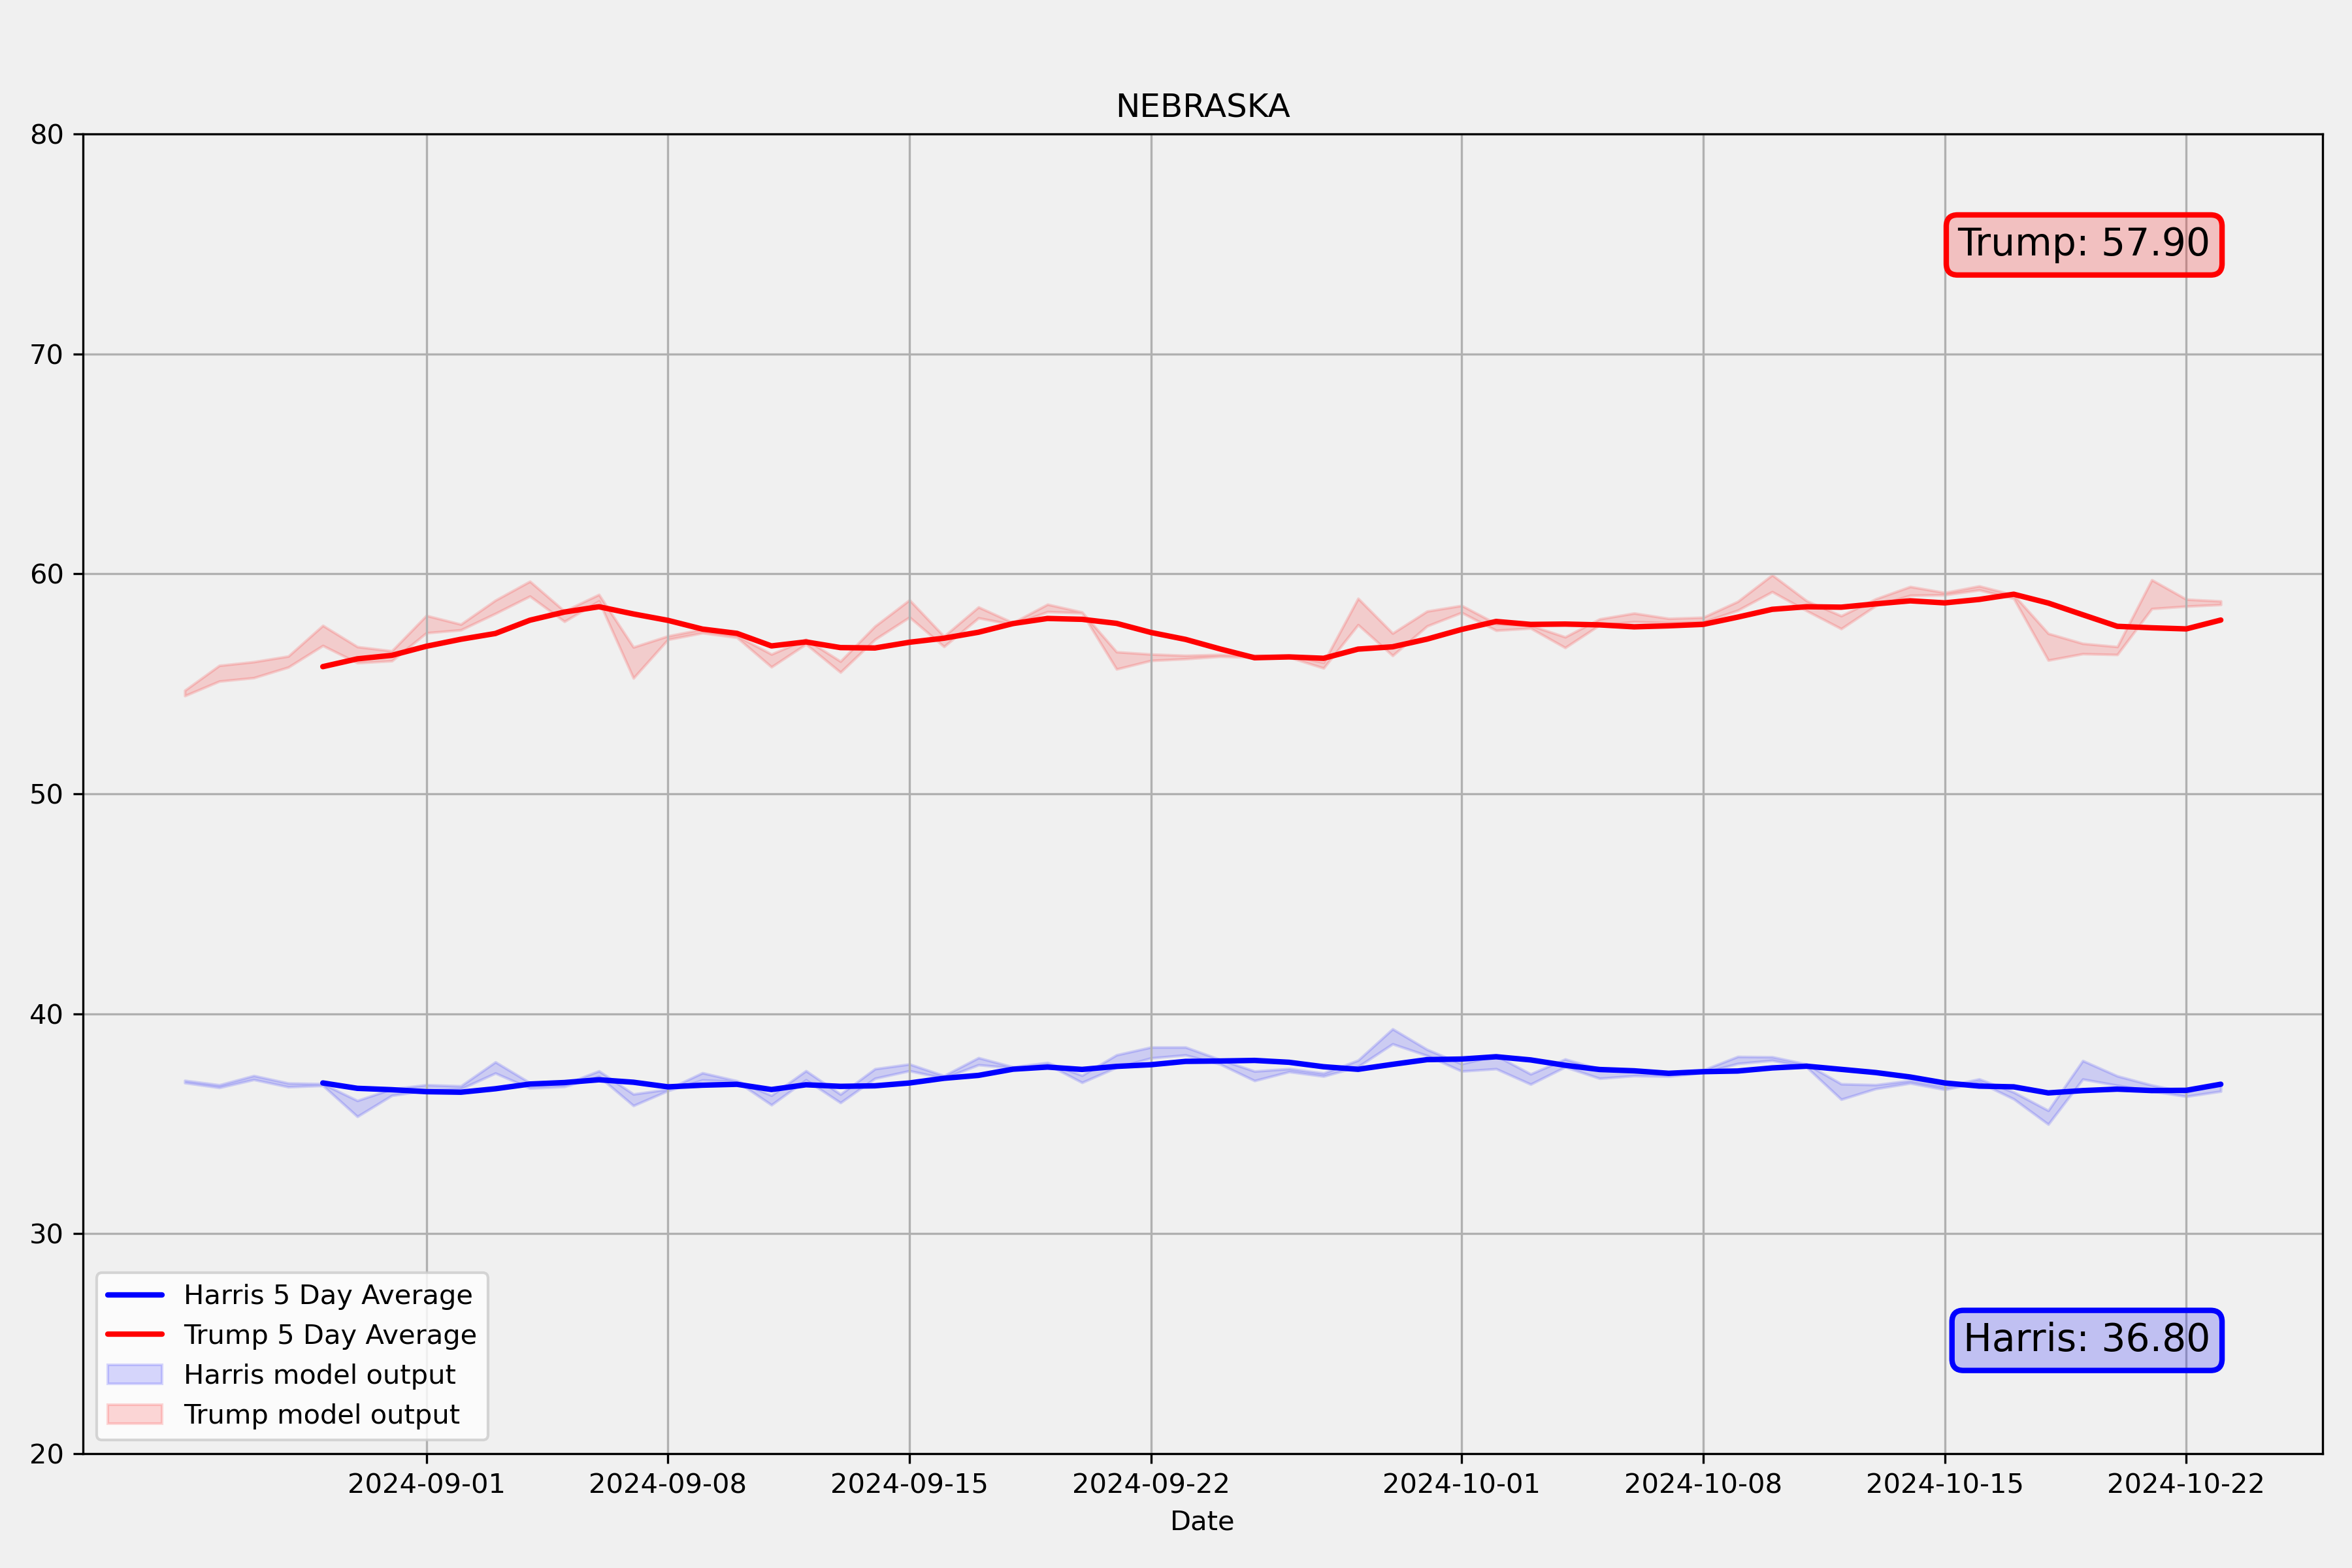 NEBRASKA
80
70
60
50
40
30
20
Trump: 57.90
Harris: 36.80
Harris 5 Day Average
Trump 5 Day Average
Harris model output
Trump model output
2024-09-01 2024-09-08 2024-09-15 2024-09-22 2024-10-01 2024-10-08 2024-10-15 2024-10-22
Date